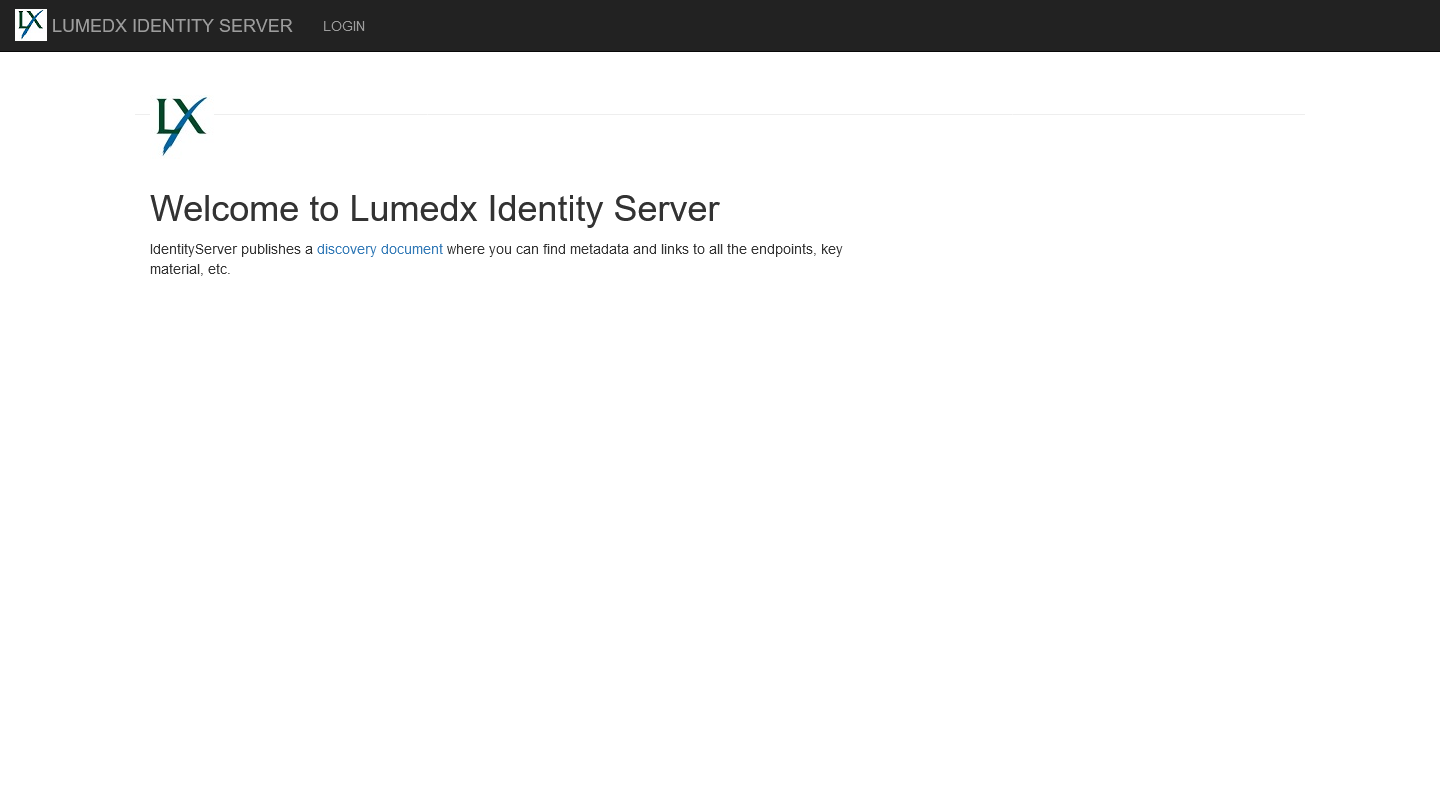 LX LUMEDX IDENTITY SERVER LOGIN
LX
Welcome to Lumedx Identity Server
IdentityServer publishes a discovery document where you can find metadata and links to all the endpoints, key
material, etc.